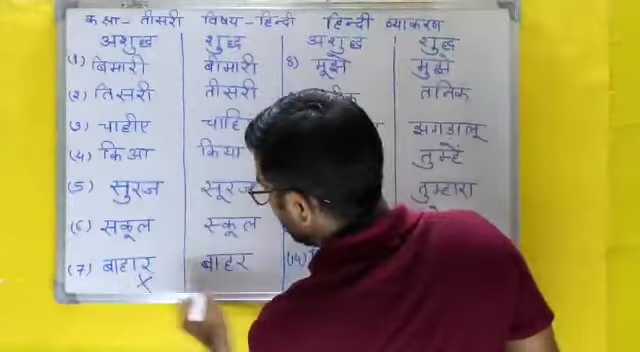 कक्षा - तीसरी विषय - हिन्दी हिन्दी व्याकरण
अशुद्ध शुद्ध अशुद्ध शुद्ध
(1) बिमारी बीमारी 8) मूझे मुझे
(२) तिसरी तीसरी तनिक
(3) चाहीए झगडालू
(4) किआ किया तुम्हें
(5) सुरज सूरज तुम्हारा
(6) सकूल स्कूल
(7) बाहार बाहर (14)
x